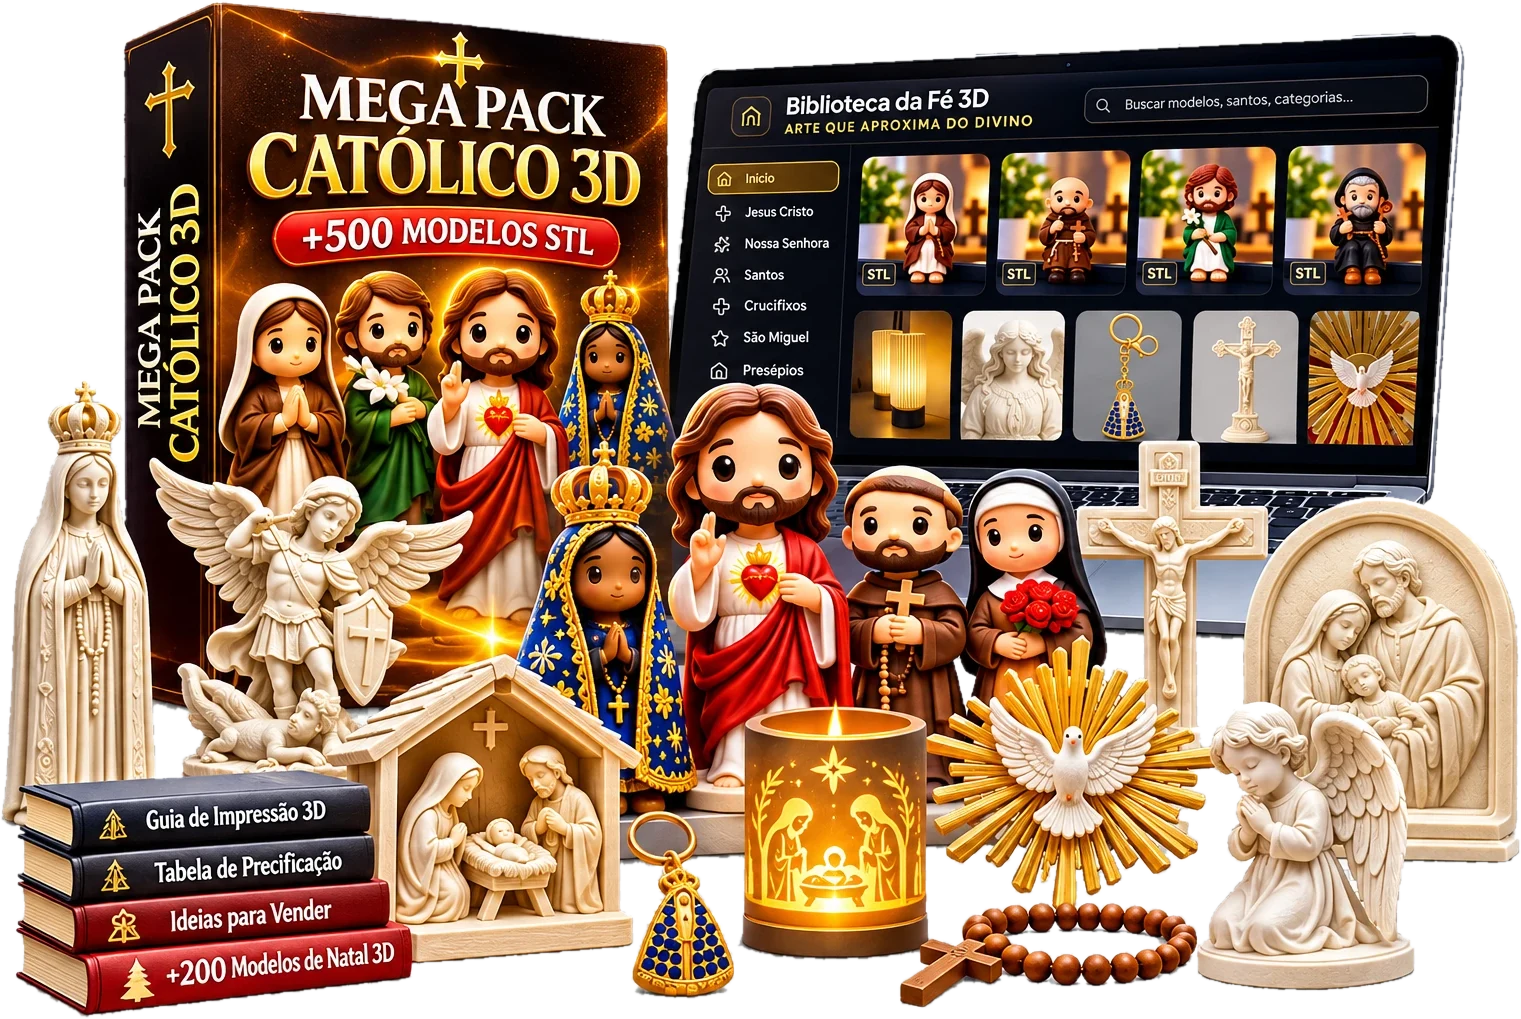 MEGA PACK
CATÓLICO 3D
+500 MODELOS STL
MEGA PACK
CATÓLICO 3D
Biblioteca da Fé 3D
ARTE QUE APROXIMA DO DIVINO
Buscar modelos, santos, categorias...
Inicio
Jesus Cristo
Nossa Senhora
Santos
Crucifixos
São Miguel
Presépios
STL
STL
STL
STL
Guia de Impressão 3D
Tabela de Precificação
Ideias para Vender
+200 Modelos de Natal 3D